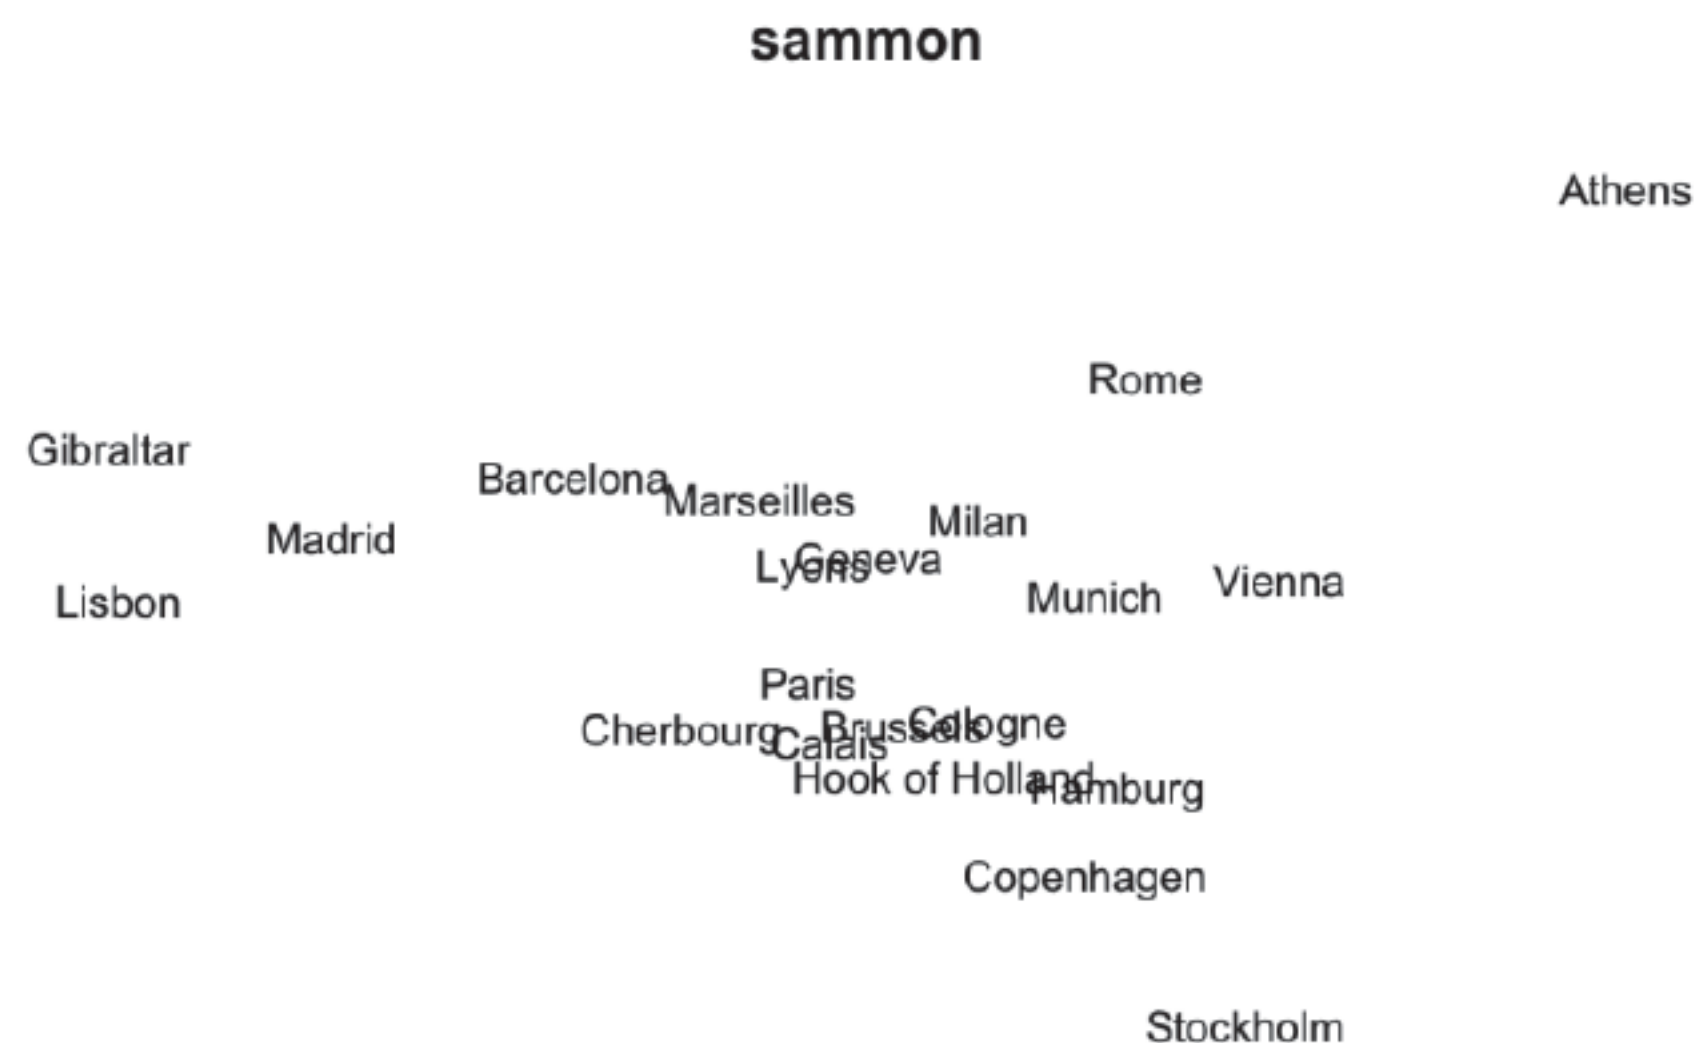 sammon
Athens
Rome
Gibraltar
Barcelona
Marseilles
Milan
Madrid
Geneva
Lyons
Vienna
Munich
Lisbon
Paris
Cologne
Brussels
Cherbourg
Calais
Hook of Holland
Hamburg
Copenhagen
Stockholm